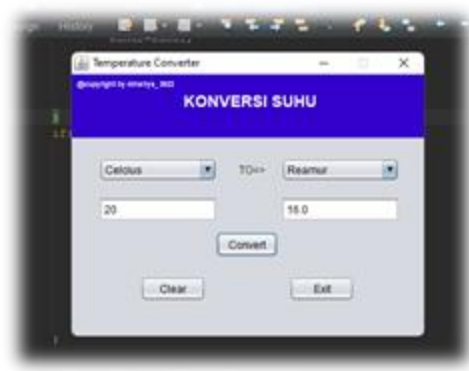 History
Temperature Converter
KONVERSI SUHU
Celcius TO=> Reamur
20 16.0
Convert
Clear Exit